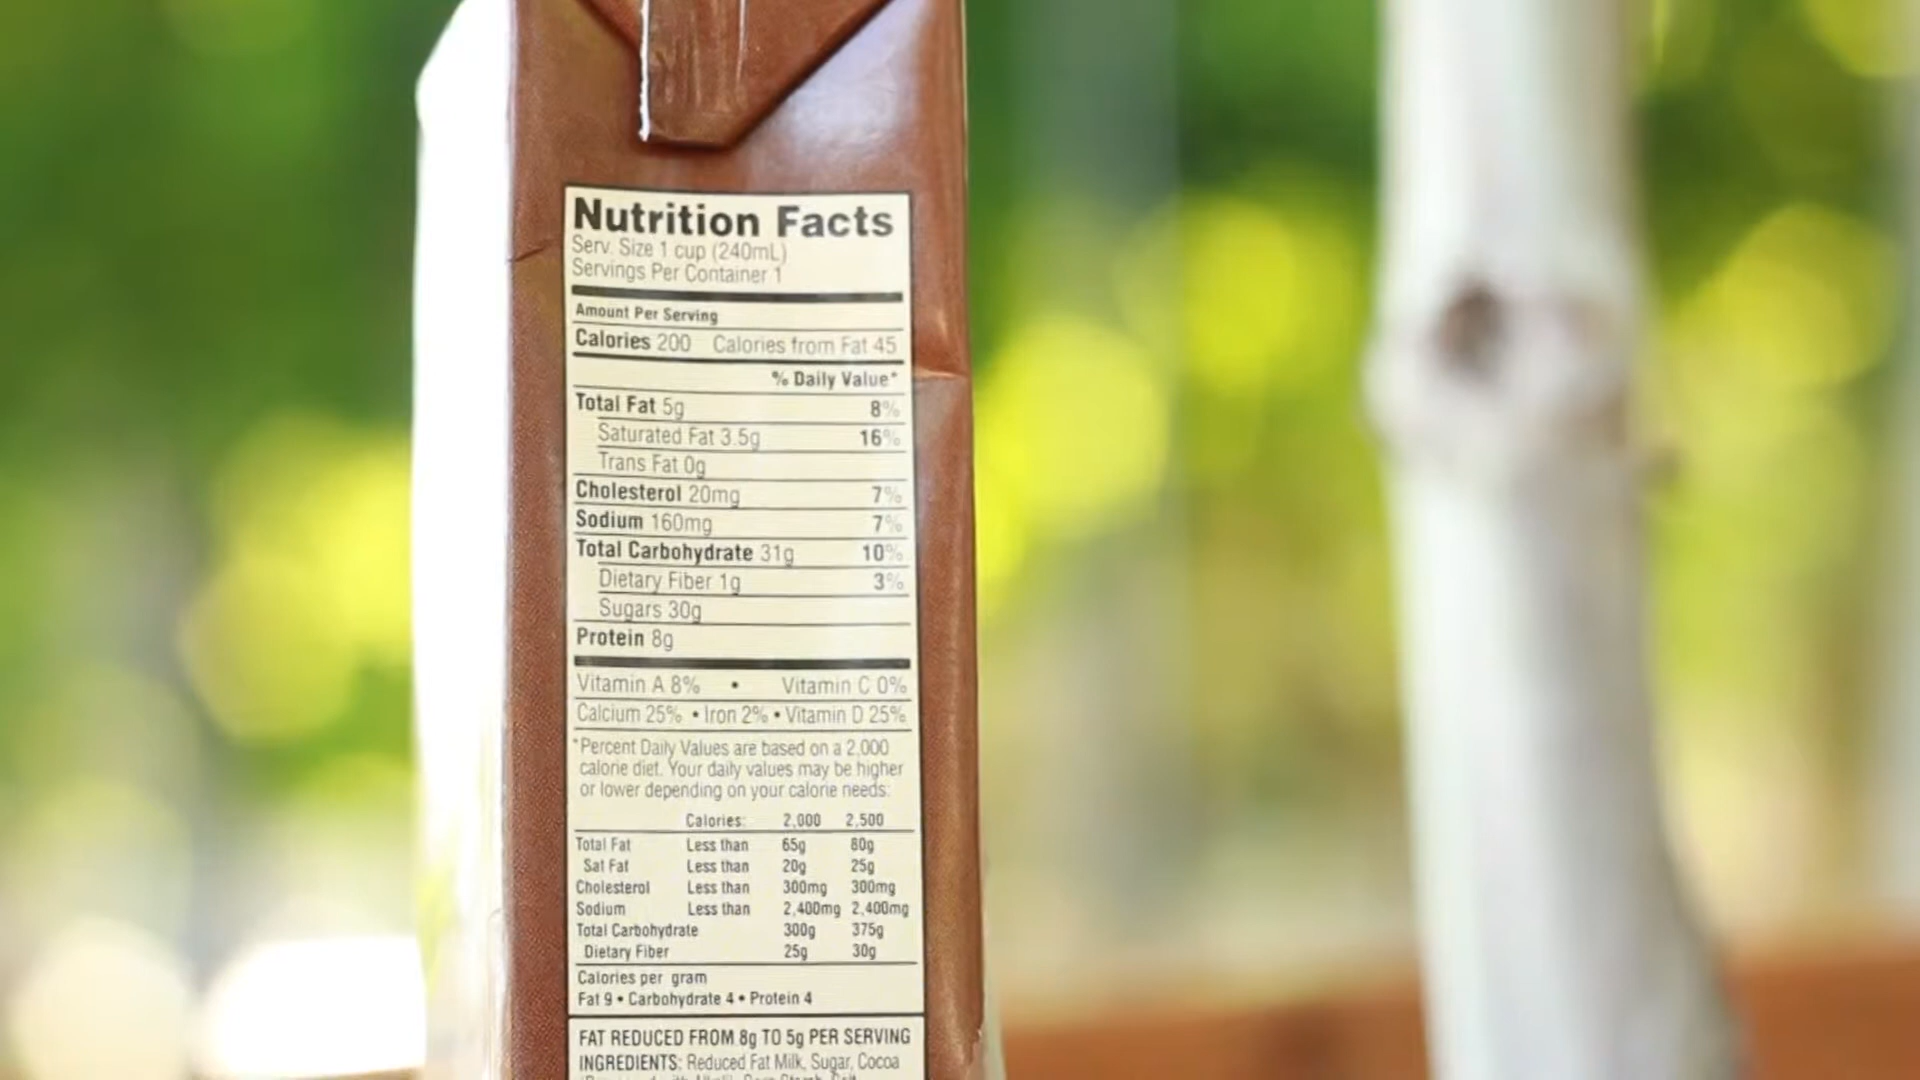 Nutrition Facts
Serv. Size 1 cup (240mL)
Servings Per Container 1
Amount Per Serving
Calories 200 Calories from Fat 45
% Daily Value*
Total Fat 5g 8%
Saturated Fat 3.5g 16%
Trans Fat 0g
Cholesterol 20mg 7%
Sodium 160mg 7%
Total Carbohydrate 31g 10%
Dietary Fiber 1g 3%
Sugars 30g
Protein 8g
Vitamin A 8% • Vitamin C 0%
Calcium 25% • Iron 2% • Vitamin D 25%
*Percent Daily Values are based on a 2,000
calorie diet. Your daily values may be higher
or lower depending on your calorie needs:
Calories: 2,000 2,500
Total Fat Less than 65g 80g
Sat Fat Less than 20g 25g
Cholesterol Less than 300mg 300mg
Sodium Less than 2,400mg 2,400mg
Total Carbohydrate 300g 375g
Dietary Fiber 25g 30g
Calories per gram
Fat 9 • Carbohydrate 4 • Protein 4
FAT REDUCED FROM 8g TO 5g PER SERVING
INGREDIENTS: Reduced Fat Milk, Sugar, Cocoa